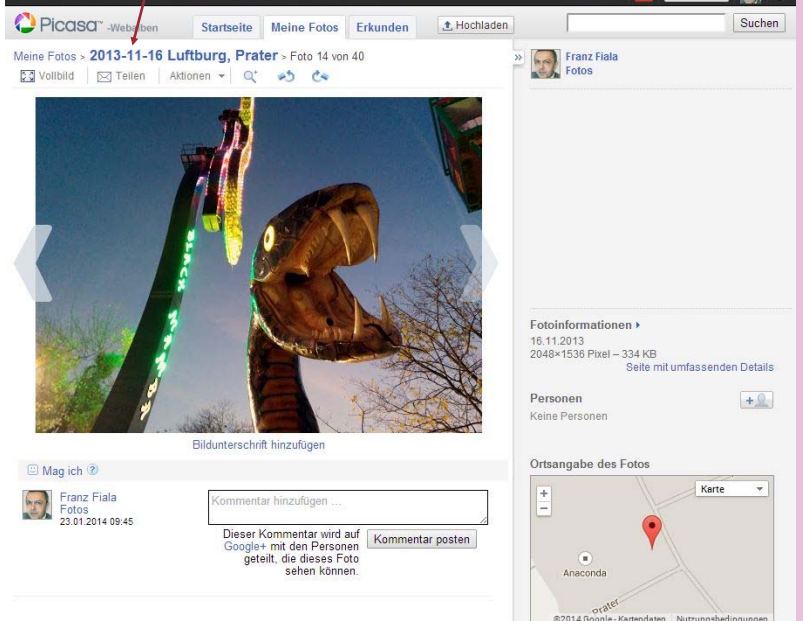 Picasa™ -Webalben
Startseite
Meine Fotos
Erkunden
Hochladen
Suchen
Meine Fotos > 2013-11-16 Luftburg, Prater > Foto 14 von 40
Vollbild
Teilen
Aktionen
Franz Fiala
Fotos
BLACK
Bildunterschrift hinzufügen
Mag ich
Franz Fiala
Fotos
23.01.2014 09:45
Kommentar hinzufügen ...
Dieser Kommentar wird auf
Google+ mit den Personen
geteilt, die dieses Foto
sehen können.
Kommentar posten
Fotoinformationen
16.11.2013
2048×1536 Pixel – 334 KB
Seite mit umfassenden Details
Personen
Keine Personen
Ortsangabe des Fotos
Karte
Anaconda
Prater
©2014 Google - Kartendaten
Nutzungsbedingungen